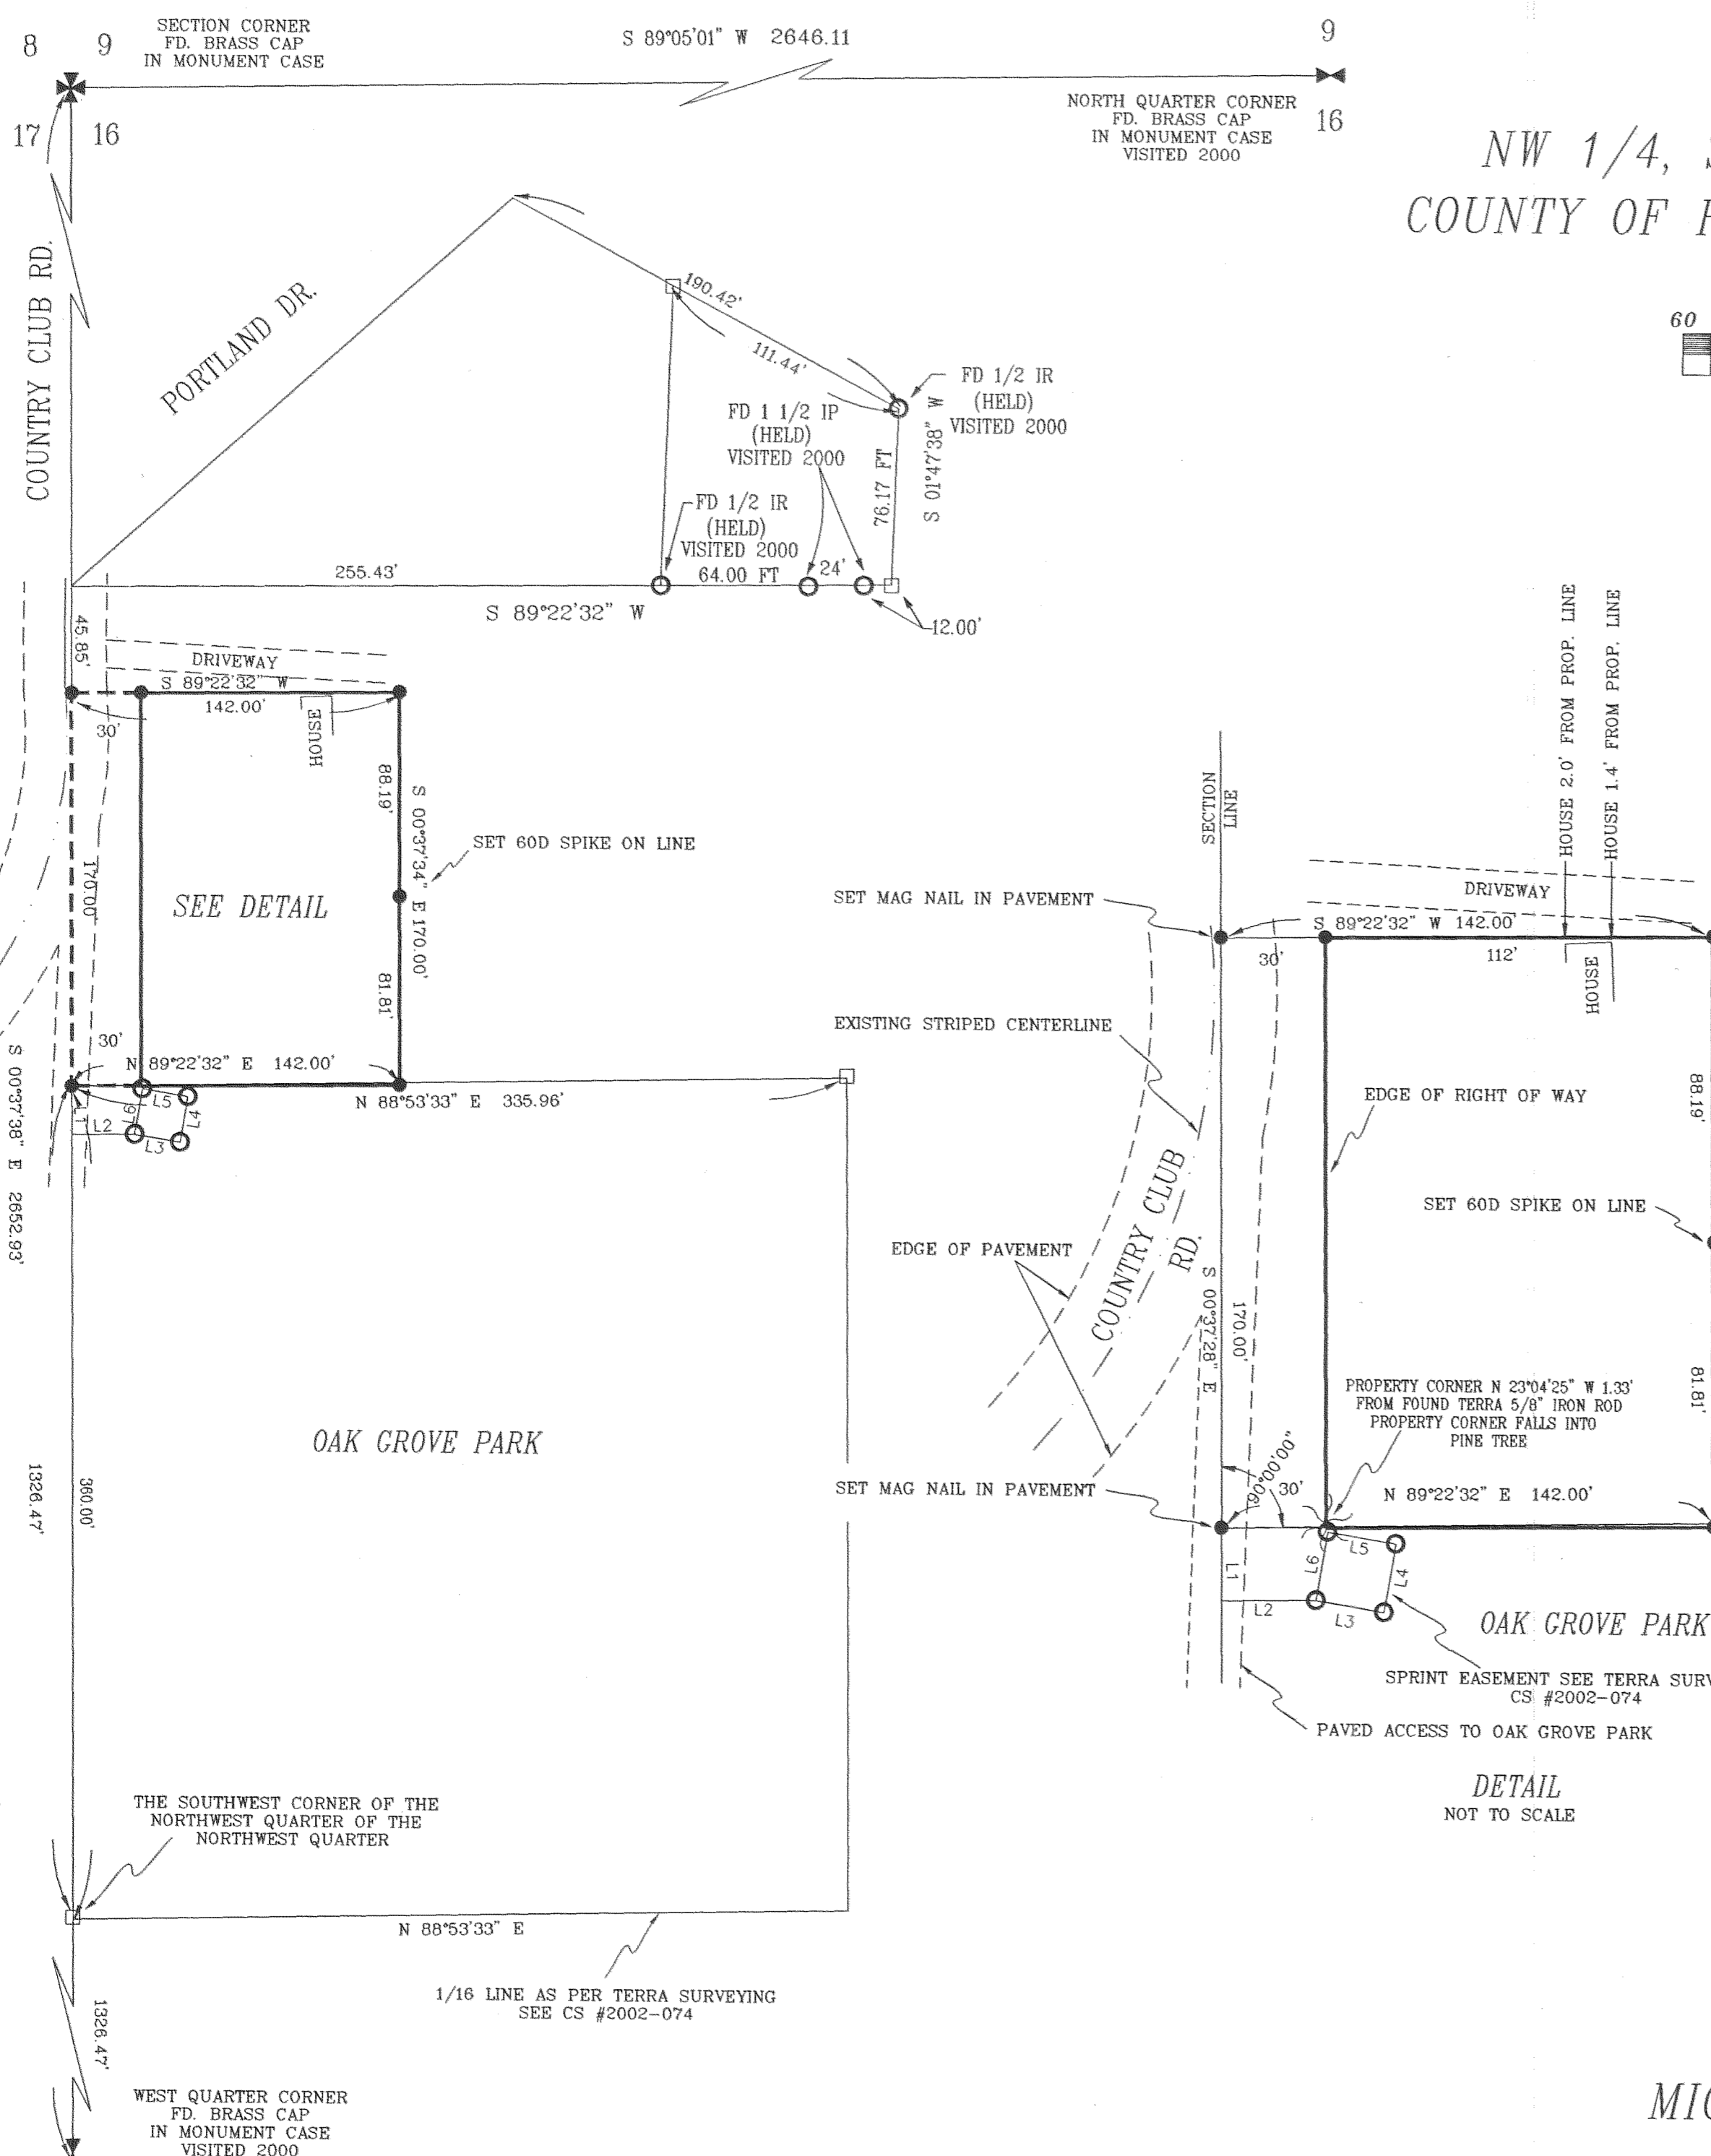 8
9
SECTION CORNER
FD. BRASS CAP
IN MONUMENT CASE
17
16
S 89°05'01" W 2646.11
9
NORTH QUARTER CORNER
FD. BRASS CAP
IN MONUMENT CASE
VISITED 2000
16
NW 1/4,
COUNTY OF
60
COUNTRY CLUB RD.
PORTLAND DR.
190.42'
111.44'
FD 1/2 IR
(HELD)
VISITED 2000
FD 1 1/2 IP
(HELD)
VISITED 2000
76.17 FT
S 01°47'38" W
FD 1/2 IR
(HELD)
VISITED 2000
255.43'
64.00 FT
24'
S 89°22'32" W
12.00'
45.85'
DRIVEWAY
S 89°22'32" W
142.00'
30'
HOUSE
88.19'
S 00°37'34" E 170.00'
SET 60D SPIKE ON LINE
170.00'
SEE DETAIL
81.81'
30'
N 89°22'32" E 142.00'
N 88°53'33" E 335.96'
L1
L2
L3
L4
L5
L6
S 00°37'38" E 2652.93'
OAK GROVE PARK
1326.47'
360.00'
THE SOUTHWEST CORNER OF THE
NORTHWEST QUARTER OF THE
NORTHWEST QUARTER
N 88°53'33" E
1/16 LINE AS PER TERRA SURVEYING
SEE CS #2002-074
1326.47'
WEST QUARTER CORNER
FD. BRASS CAP
IN MONUMENT CASE
VISITED 2000
SECTION
LINE
HOUSE 2.0' FROM PROP. LINE
HOUSE 1.4' FROM PROP. LINE
DRIVEWAY
SET MAG NAIL IN PAVEMENT
S 89°22'32" W 142.00'
30'
112'
HOUSE
EXISTING STRIPED CENTERLINE
EDGE OF RIGHT OF WAY
88.19'
COUNTRY CLUB
RD.
SET 60D SPIKE ON LINE
EDGE OF PAVEMENT
S 00°37'28" E
170.00'
PROPERTY CORNER N 23°04'25" W 1.33'
FROM FOUND TERRA 5/8" IRON ROD
PROPERTY CORNER FALLS INTO
PINE TREE
81.81'
90°00'00"
SET MAG NAIL IN PAVEMENT
30'
N 89°22'32" E 142.00'
L1
L2
L3
L4
L5
L6
OAK GROVE PARK
SPRINT EASEMENT SEE TERRA SURV
CS #2002-074
PAVED ACCESS TO OAK GROVE PARK
DETAIL
NOT TO SCALE